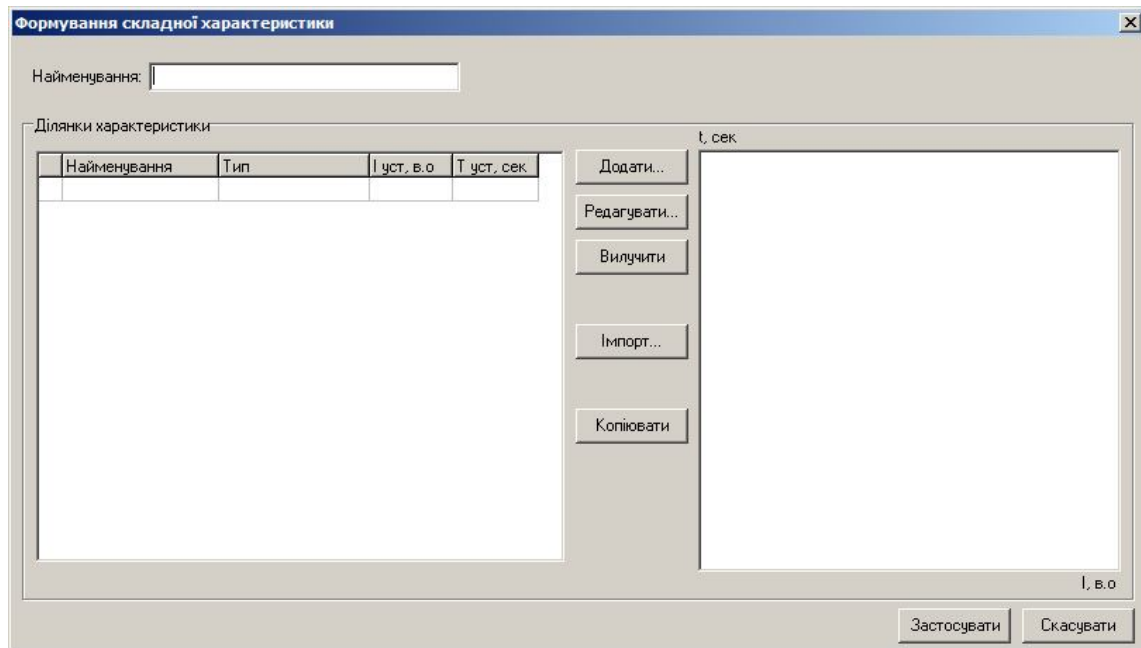 Формування складної характеристики
Найменування:
Ділянки характеристики
t, сек
Найменування Тип I уст, в.о Т уст, сек
Додати...
Редагувати...
Вилучити
Імпорт...
Копіювати
I, в.о
Застосувати Скасувати